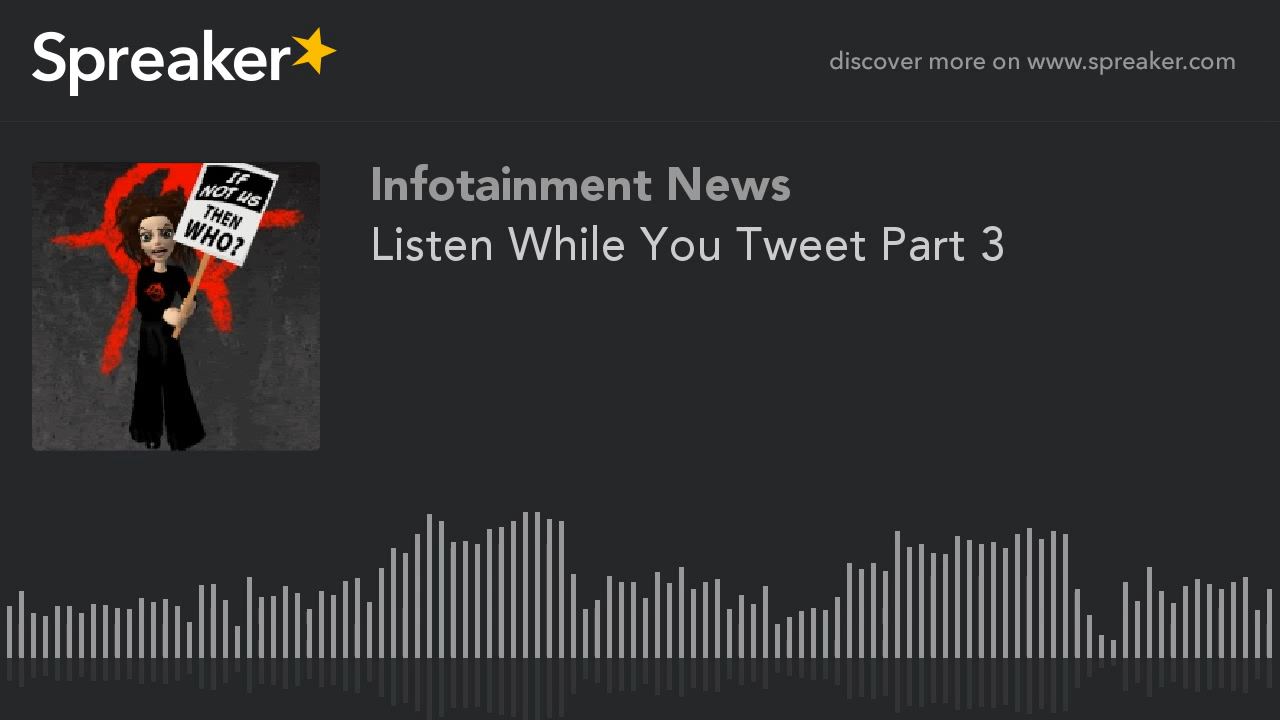 Spreaker
discover more on www.spreaker.com
Infotainment News
Listen While You Tweet Part 3
IF
NOT US
THEN
WHO?